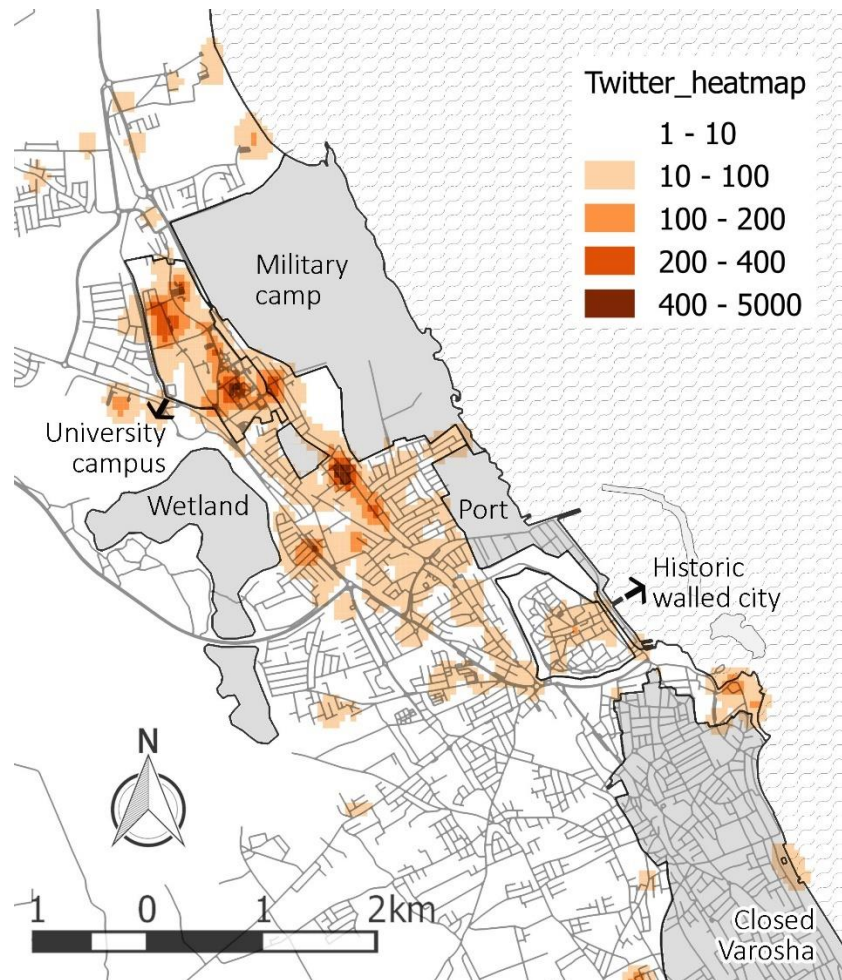 Twitter_heatmap
1 - 10
10 - 100
100 - 200
200 - 400
400 - 5000
Military
camp
University
campus
Wetland
Port
Historic
walled city
N
1 0 1 2km
Closed
Varosha